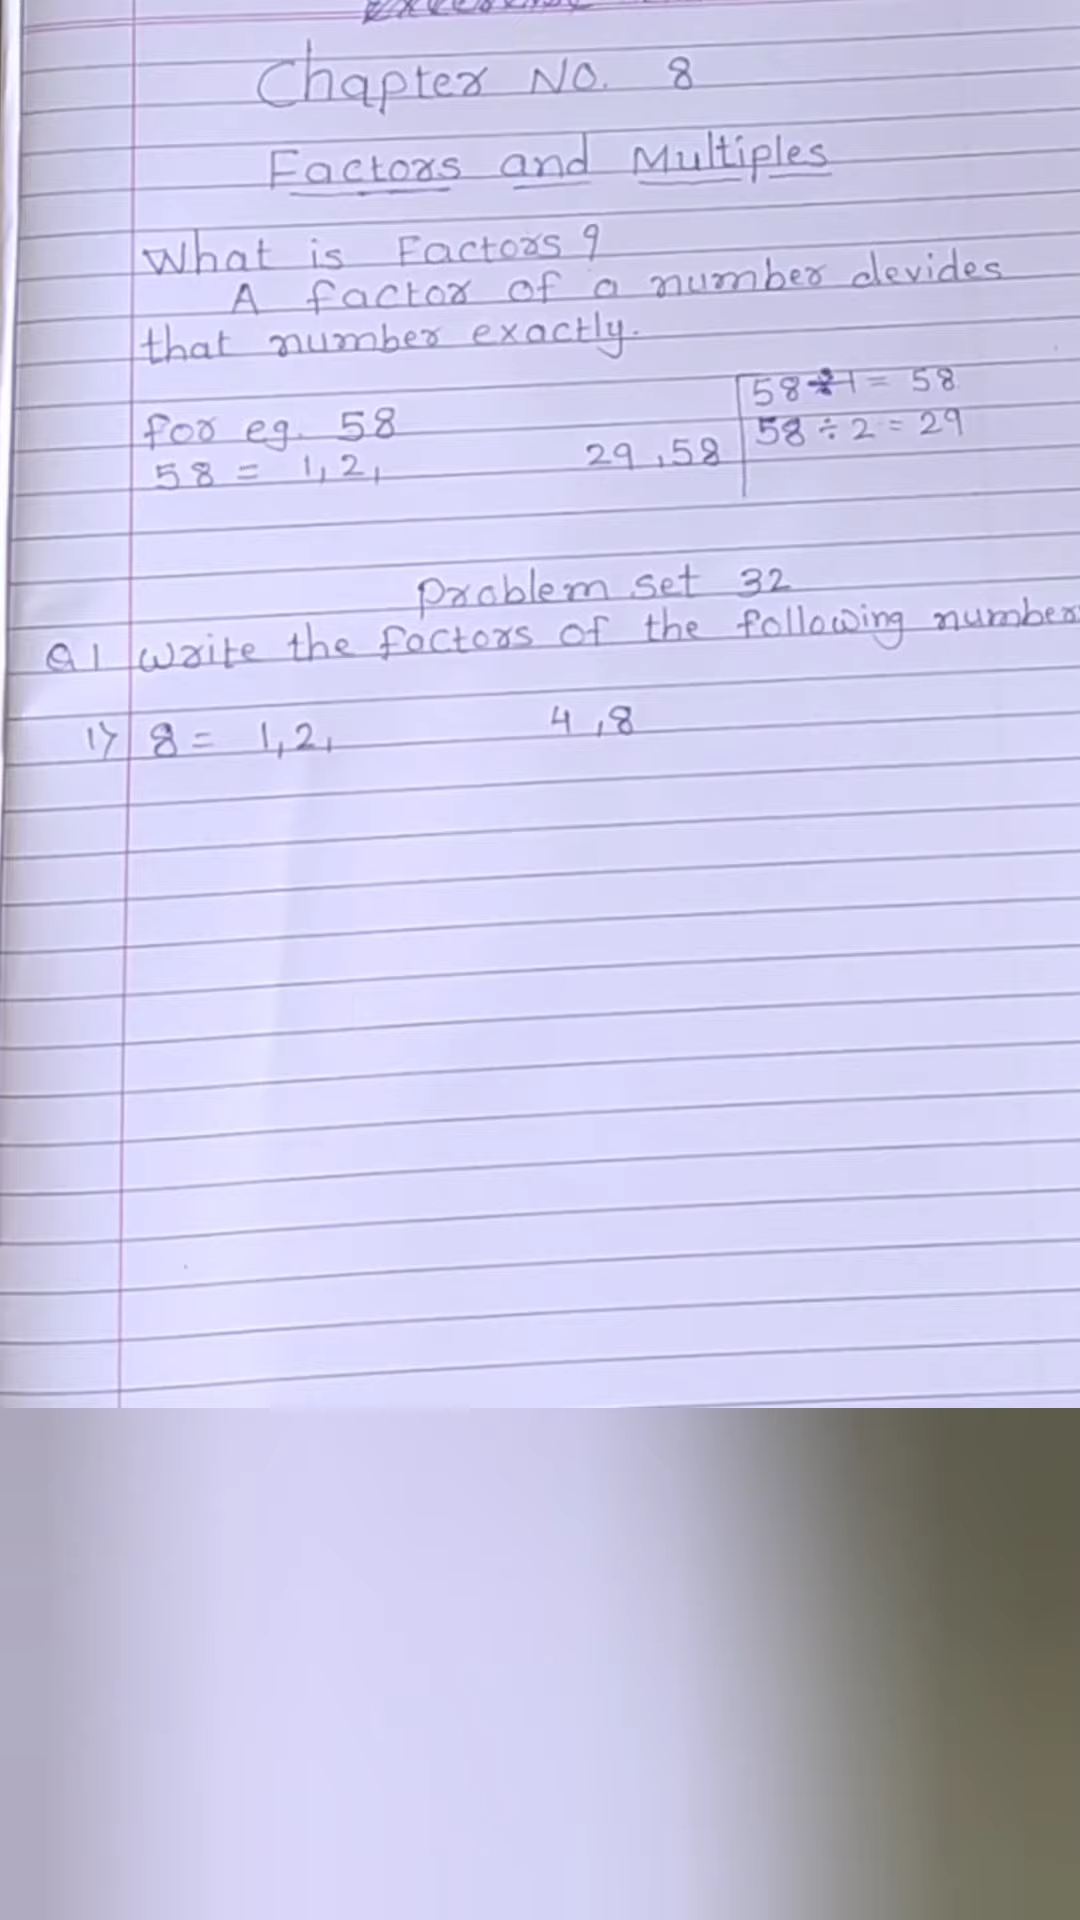 Chapter No. 8
Factors and Multiples
What is Factors ?
A factor of a number devides
that number exactly.
for eg. 58
58 ÷ 1 = 58
58 = 1, 2, 29, 58
58 ÷ 2 = 29
Problem set 32
Q 1 Write the factors of the following number
1) 8 = 1, 2, 4, 8